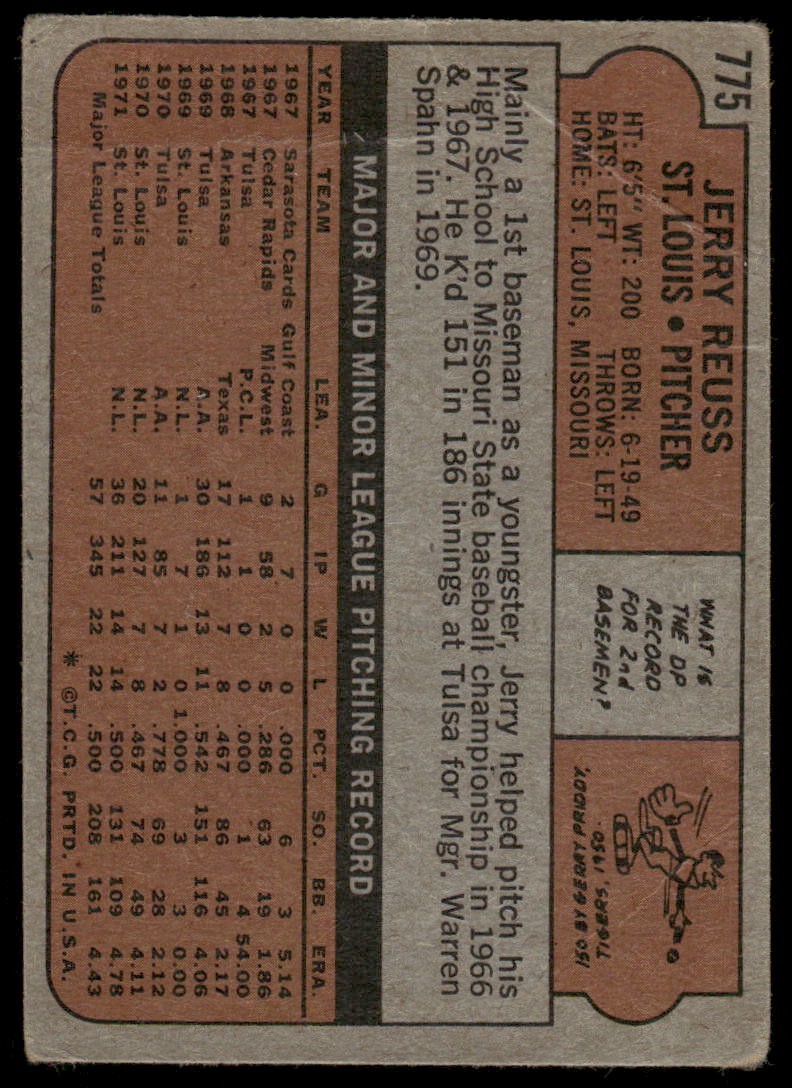 775
JERRY REUSS
ST. LOUIS • PITCHER
HT: 6'5" WT: 200 BORN: 6-19-49
BATS: LEFT THROWS: LEFT
HOME: ST. LOUIS, MISSOURI
WHAT IS
THE DP
RECORD
FOR 2nd
BASEMEN?
150 BY GERRY PRIDDY,
TIGERS, 1950.
Mainly a 1st baseman as a youngster, Jerry helped pitch his
High School to Missouri State baseball championship in 1966
& 1967. He K'd 151 in 186 innings at Tulsa for Mgr. Warren
Spahn in 1969.
MAJOR AND MINOR LEAGUE PITCHING RECORD
YEAR TEAM LEA. G IP W L PCT. SO. BB. ERA.
1967 Sarasota Cards Gulf Coast 2 7 0 0 .000 6 3 5.14
1967 Cedar Rapids Midwest 9 58 2 5 .286 63 19 1.86
1967 Tulsa P.C.L. 1 1 0 0 .000 1 4 54.00
1968 Arkansas Texas 17 112 7 8 .467 86 45 2.17
1969 Tulsa A.A. 30 186 13 11 .542 151 116 4.06
1969 St. Louis N.L. 1 7 1 0 1.000 3 3 0.00
1970 Tulsa A.A. 11 85 7 2 .778 69 28 2.12
1970 St. Louis N.L. 20 127 7 8 .467 74 49 4.11
1971 St. Louis N.L. 36 211 14 14 .500 131 109 4.78
Major League Totals 57 345 22 22 .500 208 161 4.43
* ©T.C.G. PRTD. IN U.S.A.